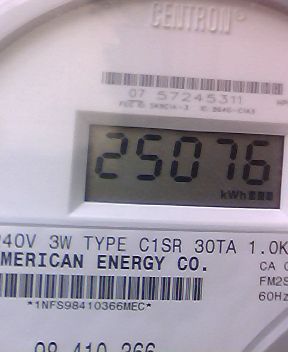 CENTRON®
07 57245311
25076
kWh
240V 3W TYPE C1SR 30TA 1.0K
AMERICAN ENERGY CO.
CA
FM2S
60Hz
*1NFS98410366MEC*
98 410 366